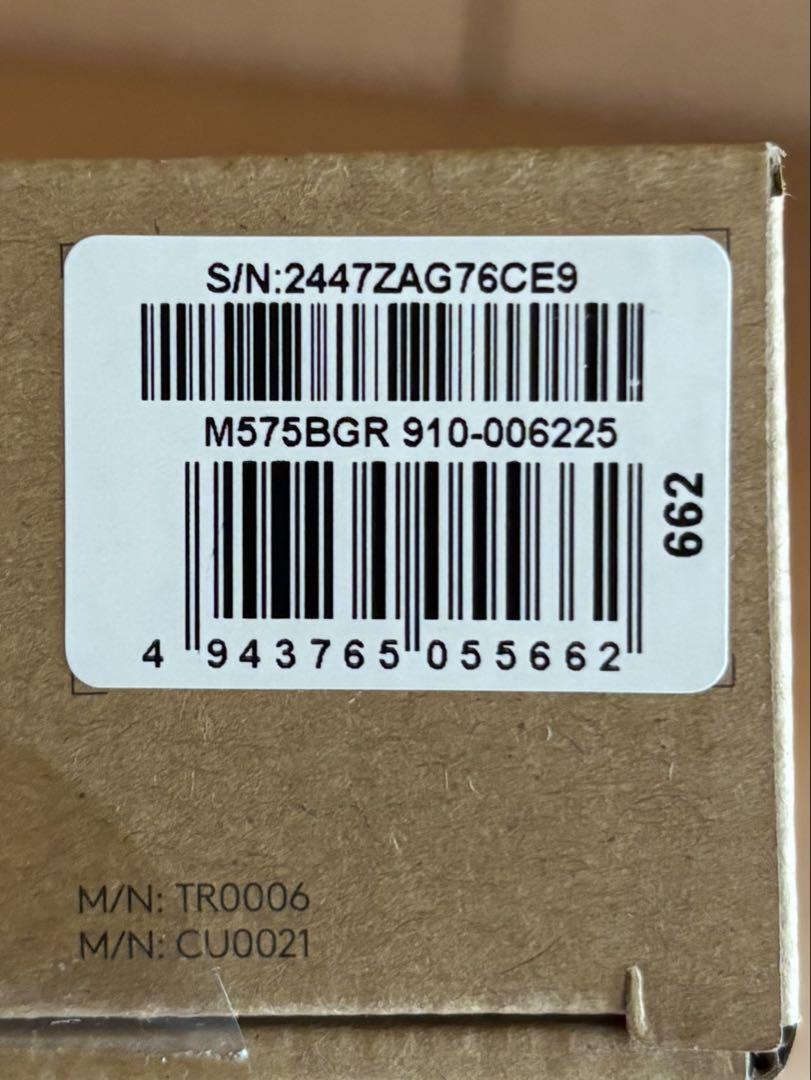 S/N:2447ZAG76CE9
M575BGR 910-006225
662
4 943765 055662
M/N: TR0006
M/N: CU0021